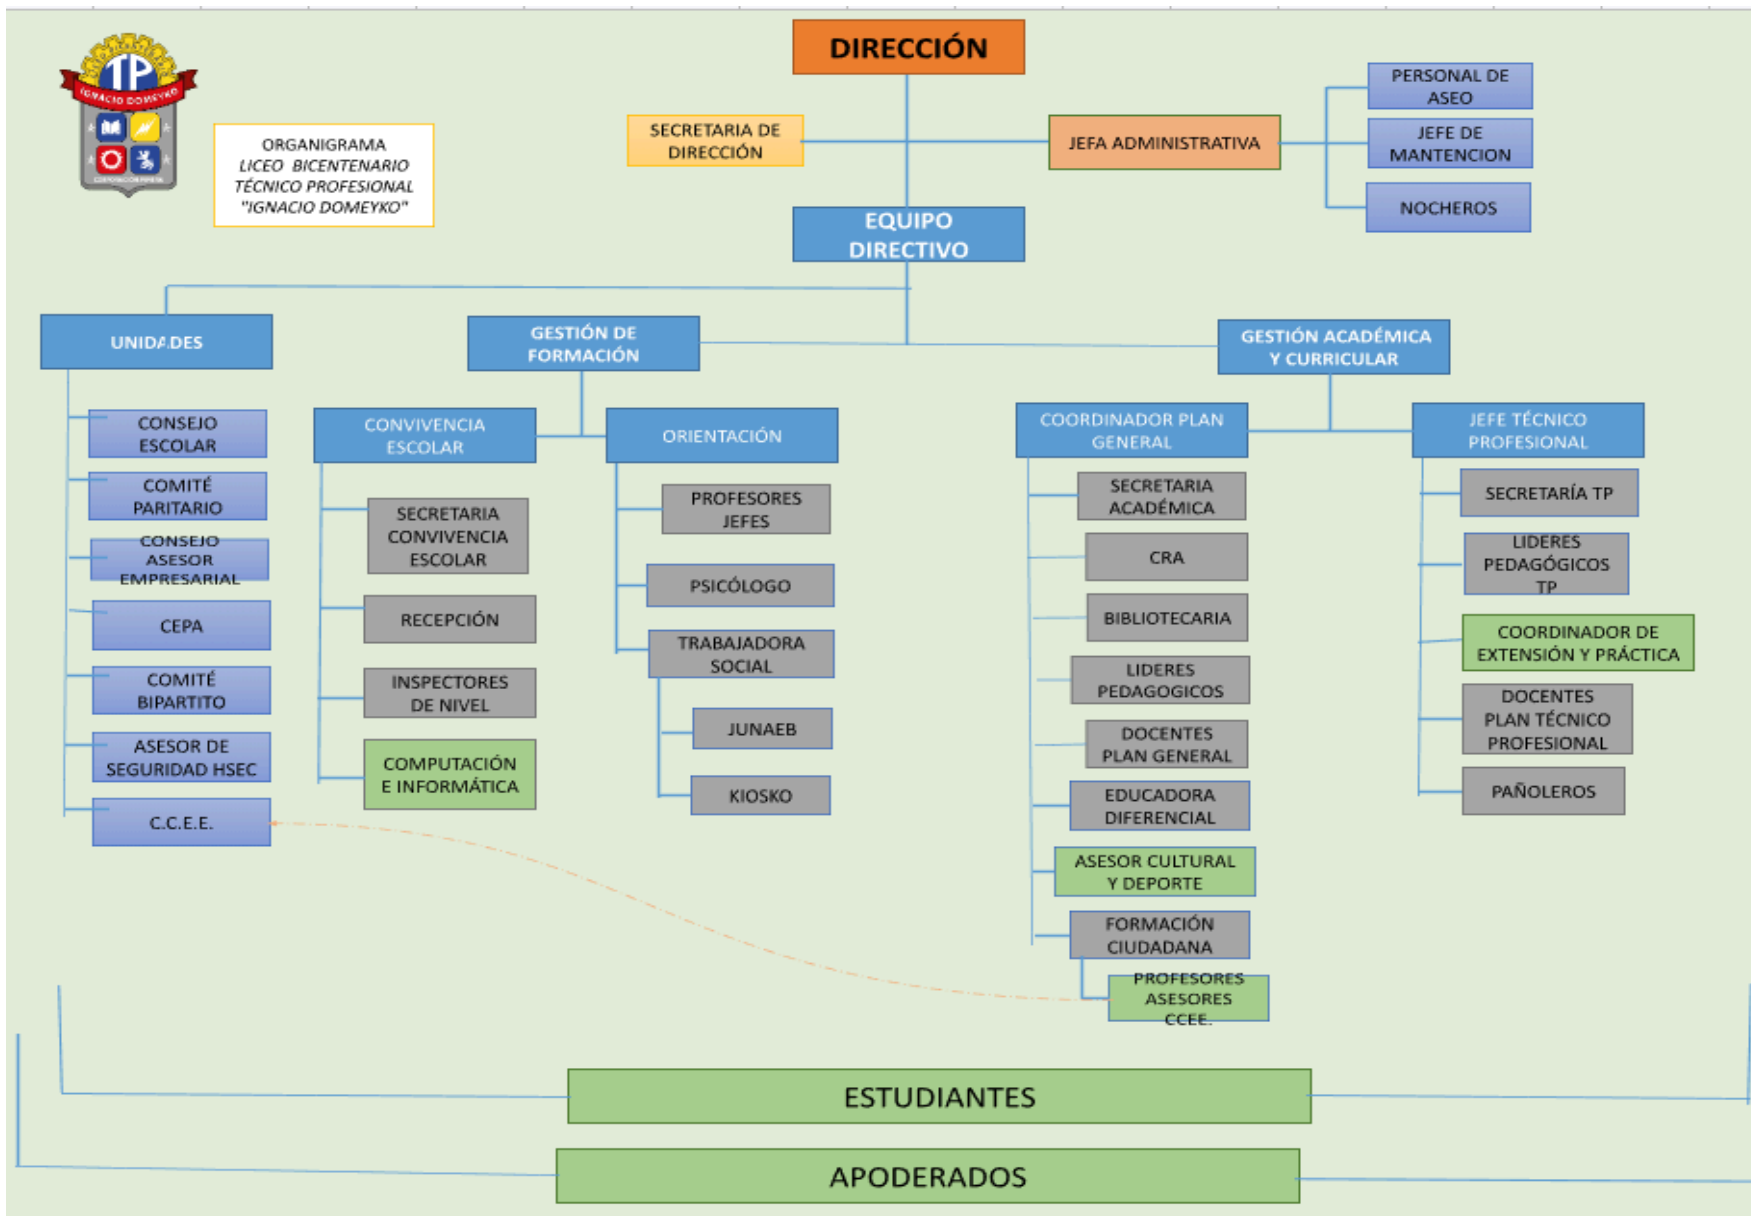 DIRECCIÓN
TP
IGNACIO DOMEYKO
ORGANIGRAMA
LICEO BICENTENARIO
TÉCNICO PROFESIONAL
"IGNACIO DOMEYKO"
SECRETARIA DE
DIRECCIÓN
JEFA ADMINISTRATIVA
PERSONAL DE
ASEO
JEFE DE
MANTENCION
NOCHEROS
EQUIPO
DIRECTIVO
UNIDADES
CONSEJO
ESCOLAR
COMITÉ
PARITARIO
CONSEJO
ASESOR
EMPRESARIAL
CEPA
COMITÉ
BIPARTITO
ASESOR DE
SEGURIDAD HSEC
C.C.E.E.
GESTIÓN DE
FORMACIÓN
CONVIVENCIA
ESCOLAR
SECRETARIA
CONVIVENCIA
ESCOLAR
RECEPCIÓN
INSPECTORES
DE NIVEL
COMPUTACIÓN
E INFORMÁTICA
ORIENTACIÓN
PROFESORES
JEFES
PSICÓLOGO
TRABAJADORA
SOCIAL
JUNAEB
KIOSKO
GESTIÓN ACADÉMICA
Y CURRICULAR
COORDINADOR PLAN
GENERAL
SECRETARIA
ACADÉMICA
CRA
BIBLIOTECARIA
LIDERES
PEDAGOGICOS
DOCENTES
PLAN GENERAL
EDUCADORA
DIFERENCIAL
ASESOR CULTURAL
Y DEPORTE
FORMACIÓN
CIUDADANA
PROFESORES
ASESORES
CCEE.
JEFE TÉCNICO
PROFESIONAL
SECRETARÍA TP
LIDERES
PEDAGÓGICOS
TP
COORDINADOR DE
EXTENSIÓN Y PRÁCTICA
DOCENTES
PLAN TÉCNICO
PROFESIONAL
PAÑOLEROS
ESTUDIANTES
APODERADOS